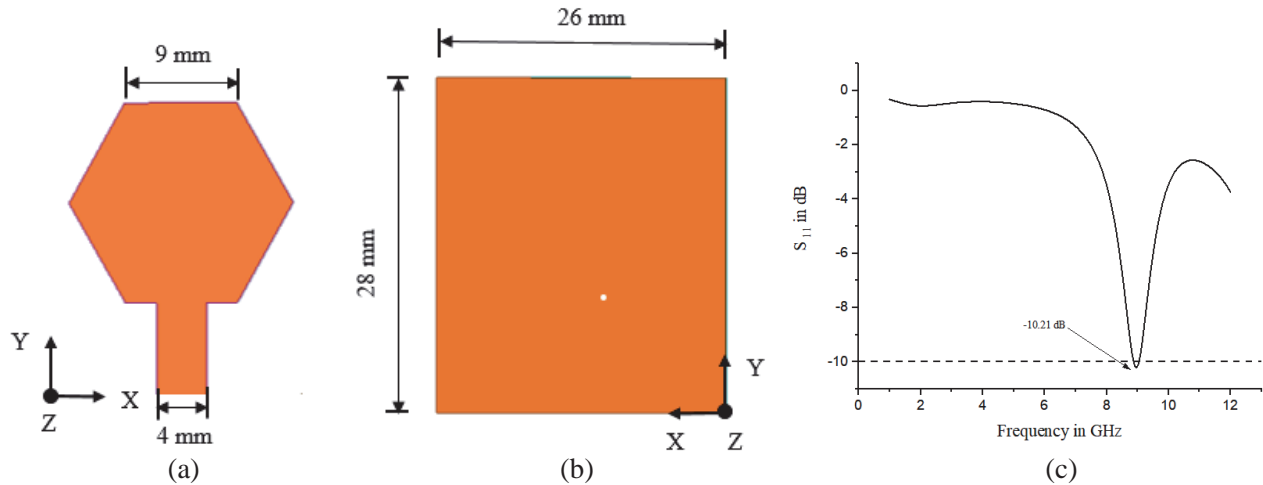 9 mm
Y
X
Z
4 mm
(a)
26 mm
28 mm
Y
X
Z
(b)
0
-2
-4
-6
-8
-10
S11 in dB
-10.21 dB
0
2
4
6
8
10
12
Frequency in GHz
(c)